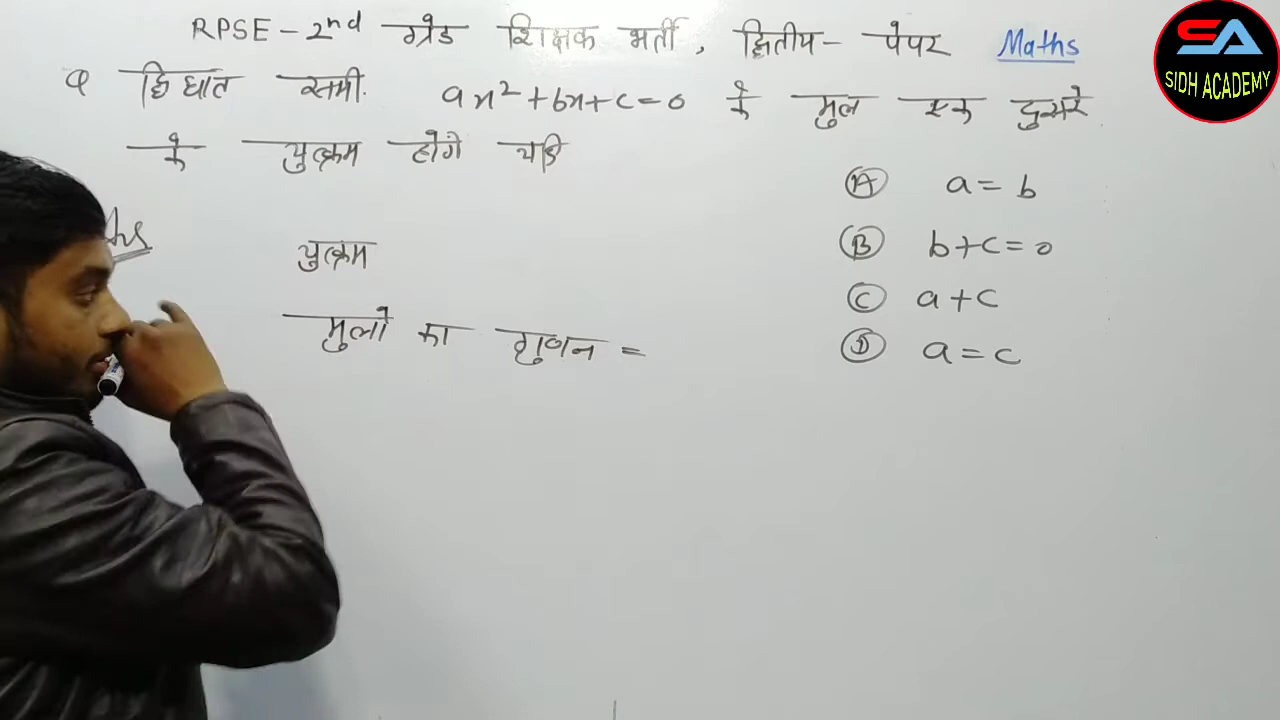 RPSE - 2nd ग्रेड शिक्षक भर्ती, द्वितीय - पेपर Maths
SA
SIDH ACADEMY
Q द्विघात समी. ax² + bx + c = 0 के मुल एक दुसरे
के युत्क्रम होगे यदि
(A) a = b
(B) b + c = 0
(C) a + c
(D) a = c
युत्क्रम
मुलो का गुणन =